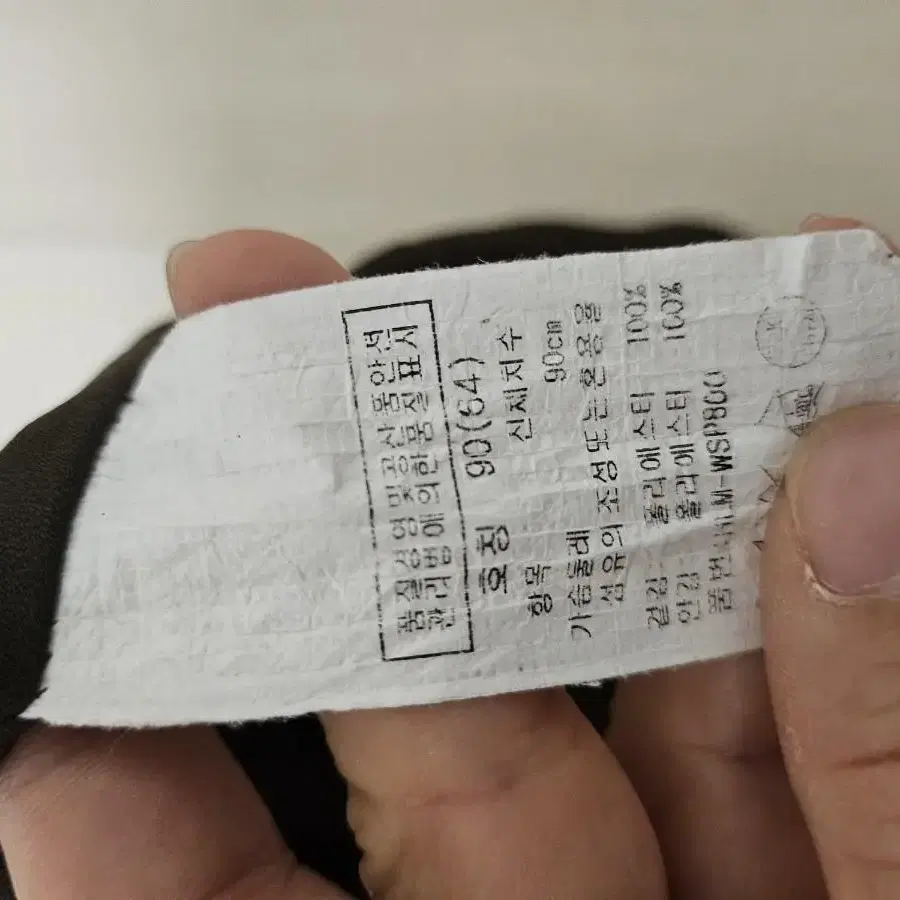 품질경영 및 공산품안전
관리법에 의한 품질표시
호칭 90(64)
항목 신체치수
가슴둘레 90cm
섬유의 조성 또는 혼용율
겉감: 폴리에스터 100%
안감: 폴리에스터 100%
품번: LM-WSP800